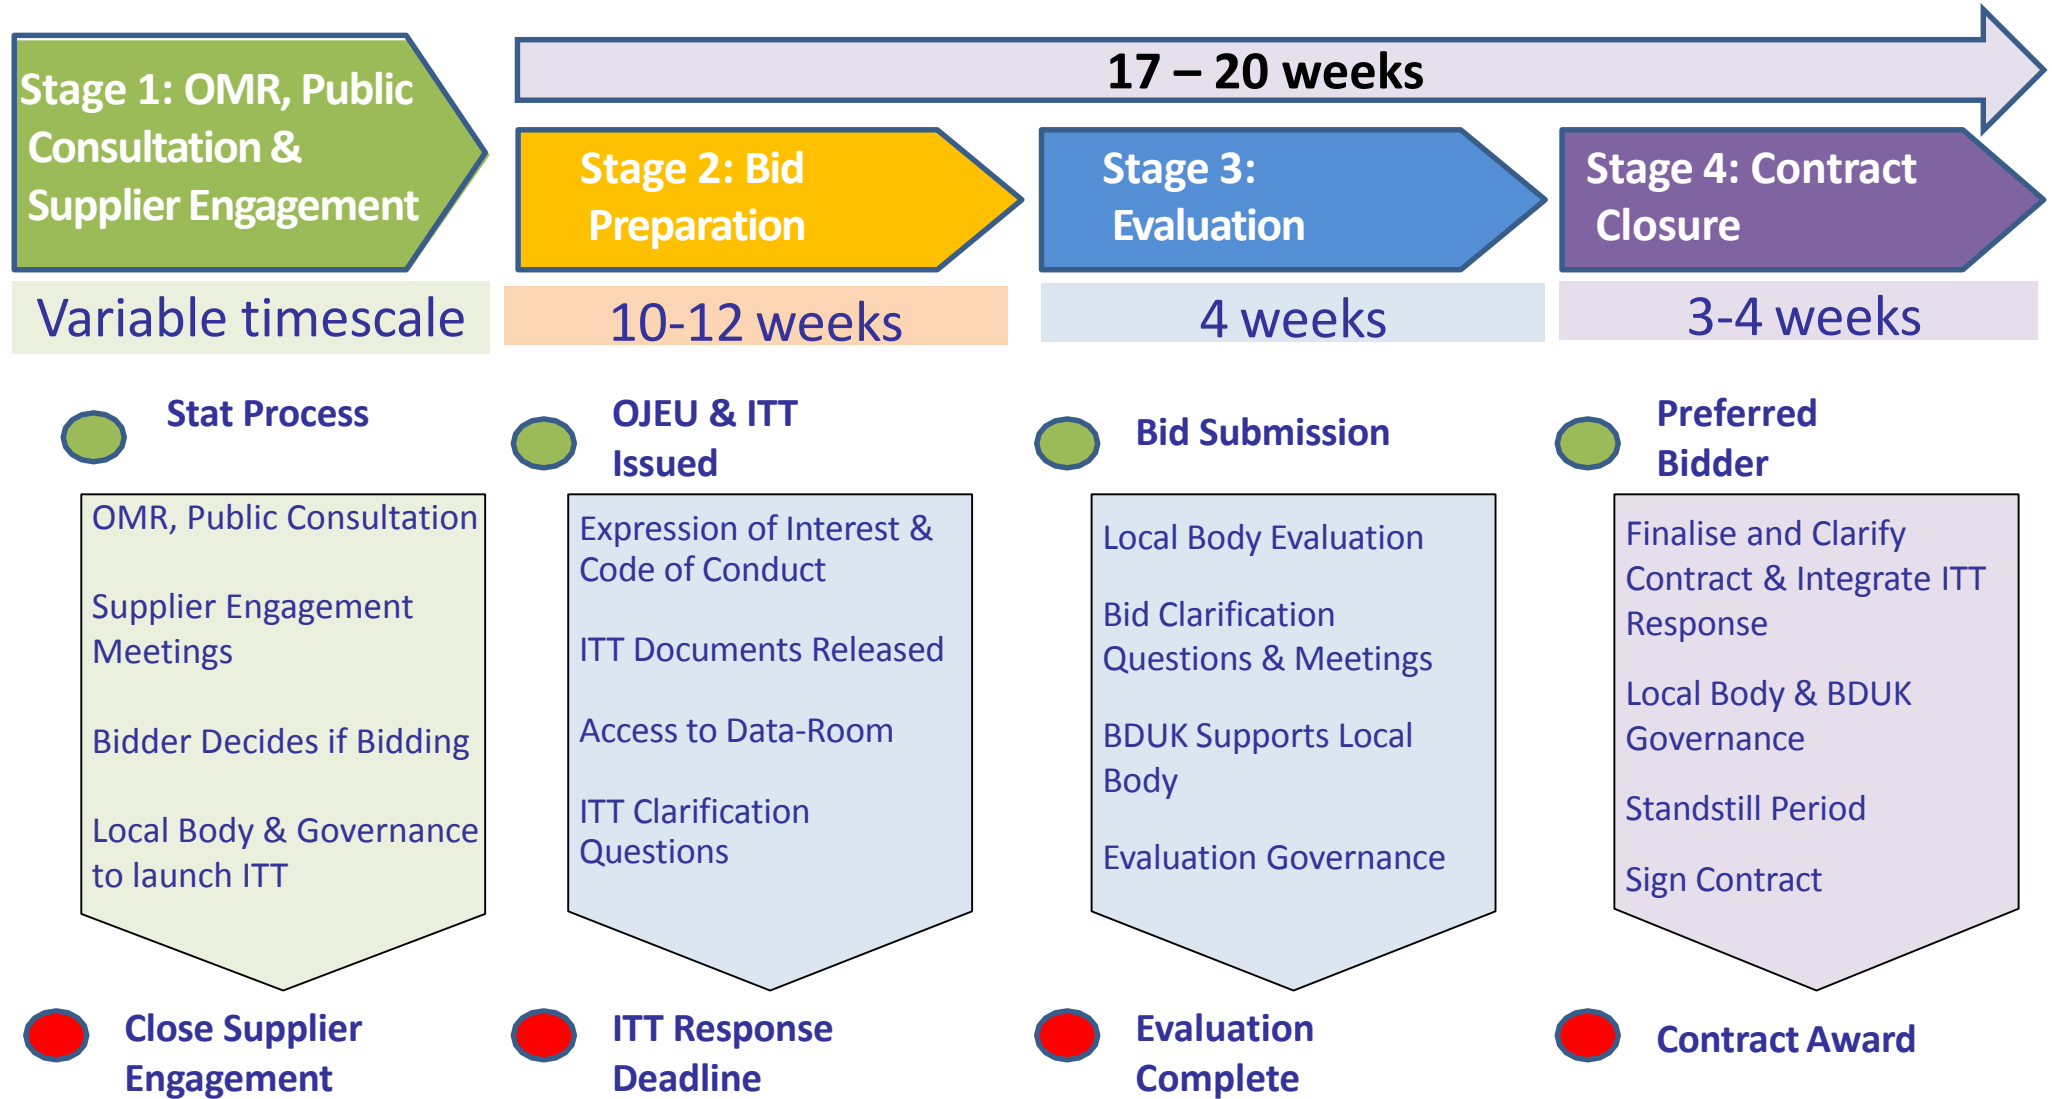 Stage 1: OMR, Public
Consultation &
Supplier Engagement
17 – 20 weeks
Stage 2: Bid
Preparation
Stage 3:
Evaluation
Stage 4: Contract
Closure
Variable timescale
10-12 weeks
4 weeks
3-4 weeks
Stat Process
OMR, Public Consultation
Supplier Engagement
Meetings
Bidder Decides if Bidding
Local Body & Governance
to launch ITT
Close Supplier
Engagement
OJEU & ITT
Issued
Expression of Interest &
Code of Conduct
ITT Documents Released
Access to Data-Room
ITT Clarification
Questions
ITT Response
Deadline
Bid Submission
Local Body Evaluation
Bid Clarification
Questions & Meetings
BDUK Supports Local
Body
Evaluation Governance
Evaluation
Complete
Preferred
Bidder
Finalise and Clarify
Contract & Integrate ITT
Response
Local Body & BDUK
Governance
Standstill Period
Sign Contract
Contract Award